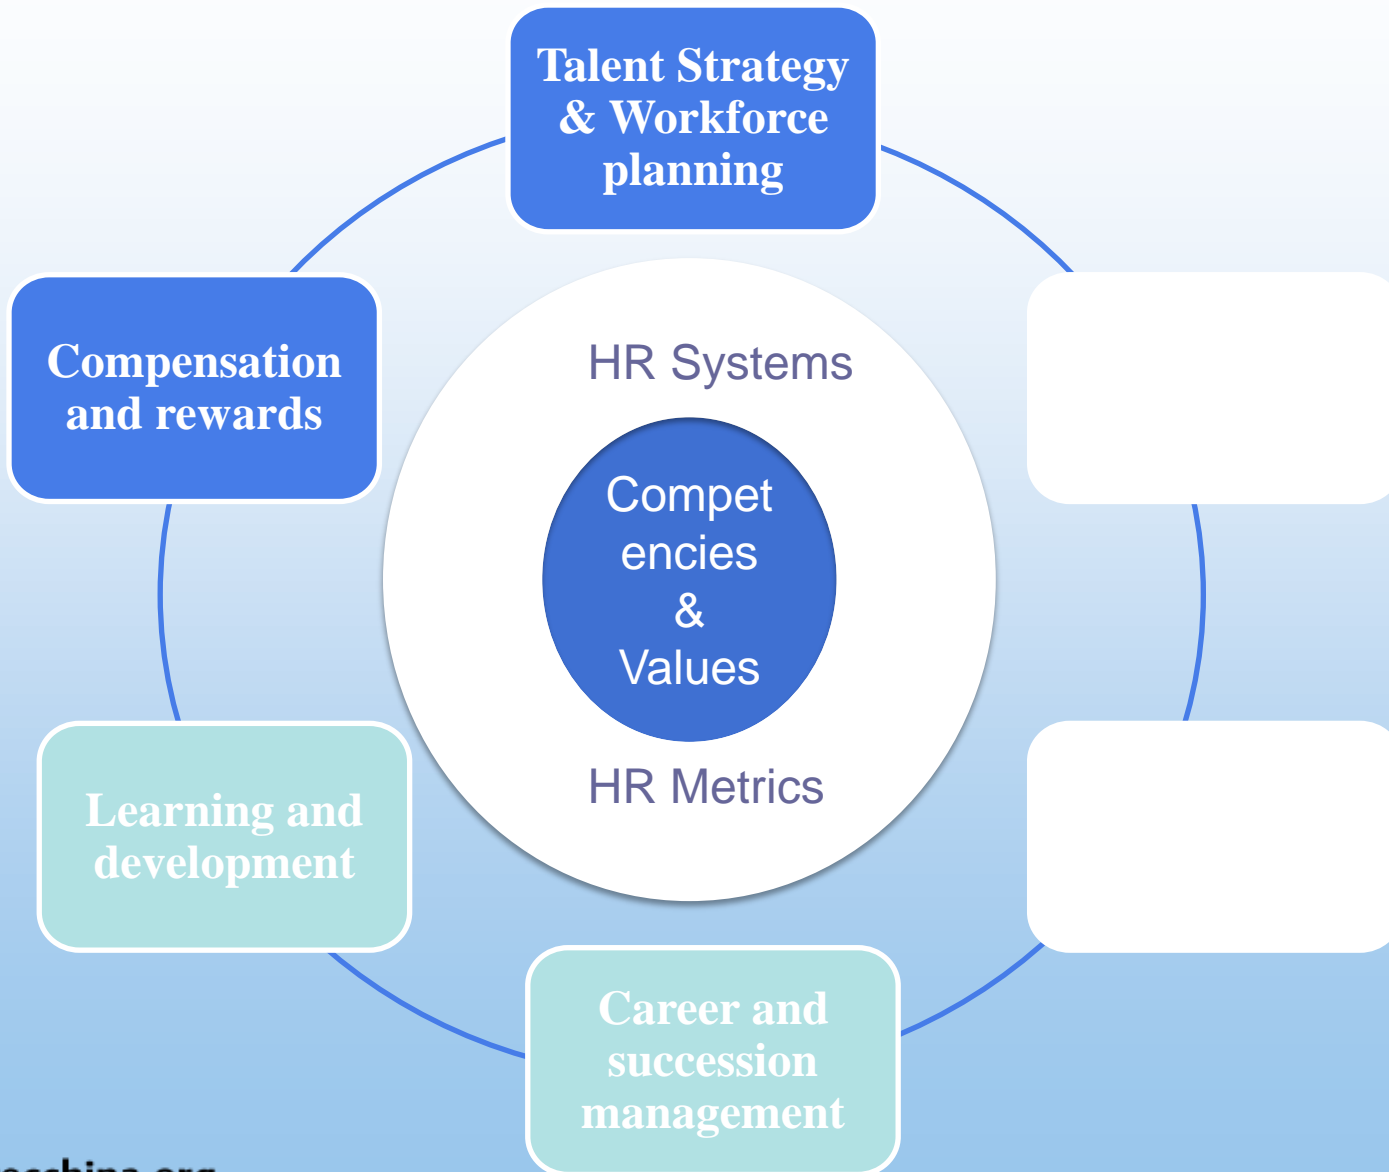 Talent Strategy
& Workforce
planning
Compensation
and rewards
HR Systems
Compet
encies
&
Values
HR Metrics
Learning and
development
Career and
succession
management